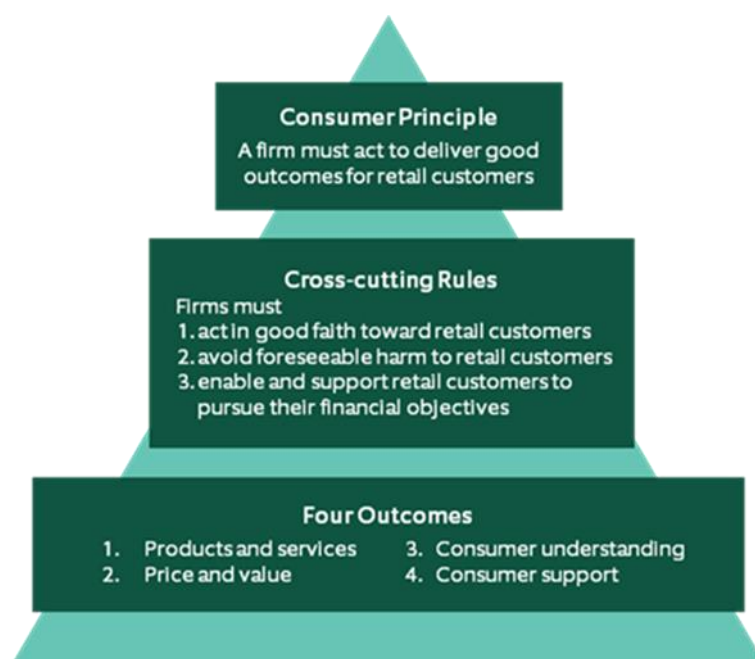 Consumer Principle
A firm must act to deliver good
outcomes for retail customers
Cross-cutting Rules
Firms must
1. act in good faith toward retail customers
2. avoid foreseeable harm to retail customers
3. enable and support retail customers to
pursue their financial objectives
Four Outcomes
1. Products and services
2. Price and value
3. Consumer understanding
4. Consumer support